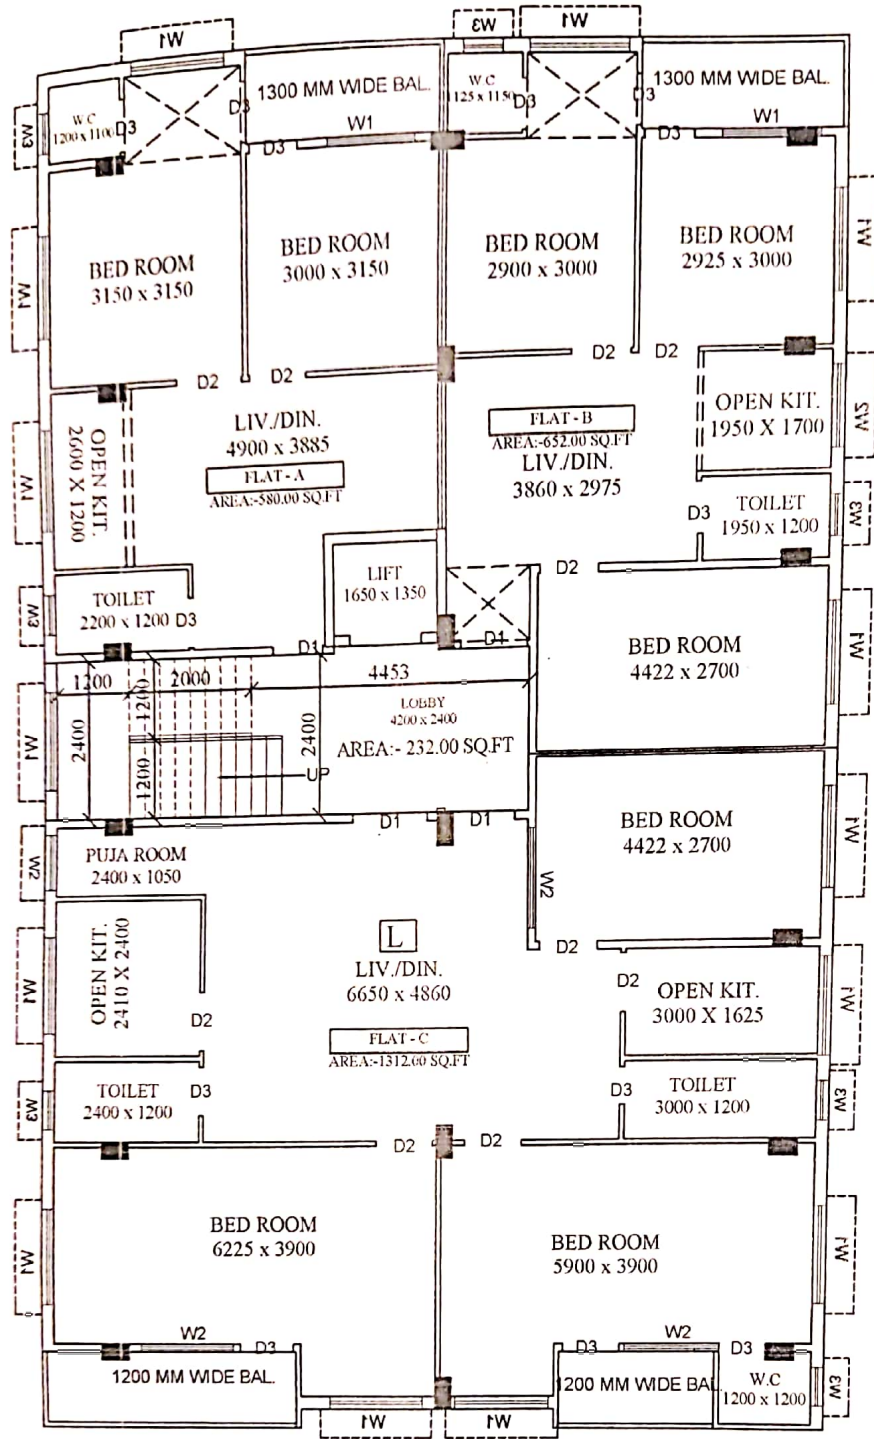 W1
W3
W1
W.C
1200 x 1100
D3
D3
1300 MM WIDE BAL.
W1
D3
W.C
1125 x 1150
D3
D3
1300 MM WIDE BAL.
D3
W1
W3
W1
W1
BED ROOM
3150 x 3150
BED ROOM
3000 x 3150
BED ROOM
2900 x 3000
BED ROOM
2925 x 3000
D2
D2
D2
D2
W1
OPEN KIT.
2600 X 1200
LIV./DIN.
4900 x 3885
FLAT - A
AREA:-580.00 SQ.FT
FLAT - B
AREA:-652.00 SQ.FT
LIV./DIN.
3860 x 2975
OPEN KIT.
1950 X 1700
W2
D3
TOILET
1950 x 1200
W3
W3
TOILET
2200 x 1200
D3
LIFT
1650 x 1350
D2
D1
D1
BED ROOM
4422 x 2700
W1
W1
1200
2000
4453
2400
1200
1200
2400
UP
LOBBY
4200 x 2400
AREA:- 232.00 SQ.FT
D1
D1
BED ROOM
4422 x 2700
W1
W2
W2
PUJA ROOM
2400 x 1050
W1
OPEN KIT.
2410 X 2400
D2
L
LIV./DIN.
6650 x 4860
FLAT - C
AREA:-1312.00 SQ.FT
D2
D2
OPEN KIT.
3000 X 1625
W1
W3
TOILET
2400 x 1200
D3
D3
TOILET
3000 x 1200
W3
D2
D2
W1
BED ROOM
6225 x 3900
BED ROOM
5900 x 3900
W1
W2
D3
D3
W2
D3
1200 MM WIDE BAL.
1200 MM WIDE BAL.
W.C
1200 x 1200
W3
W1
W1